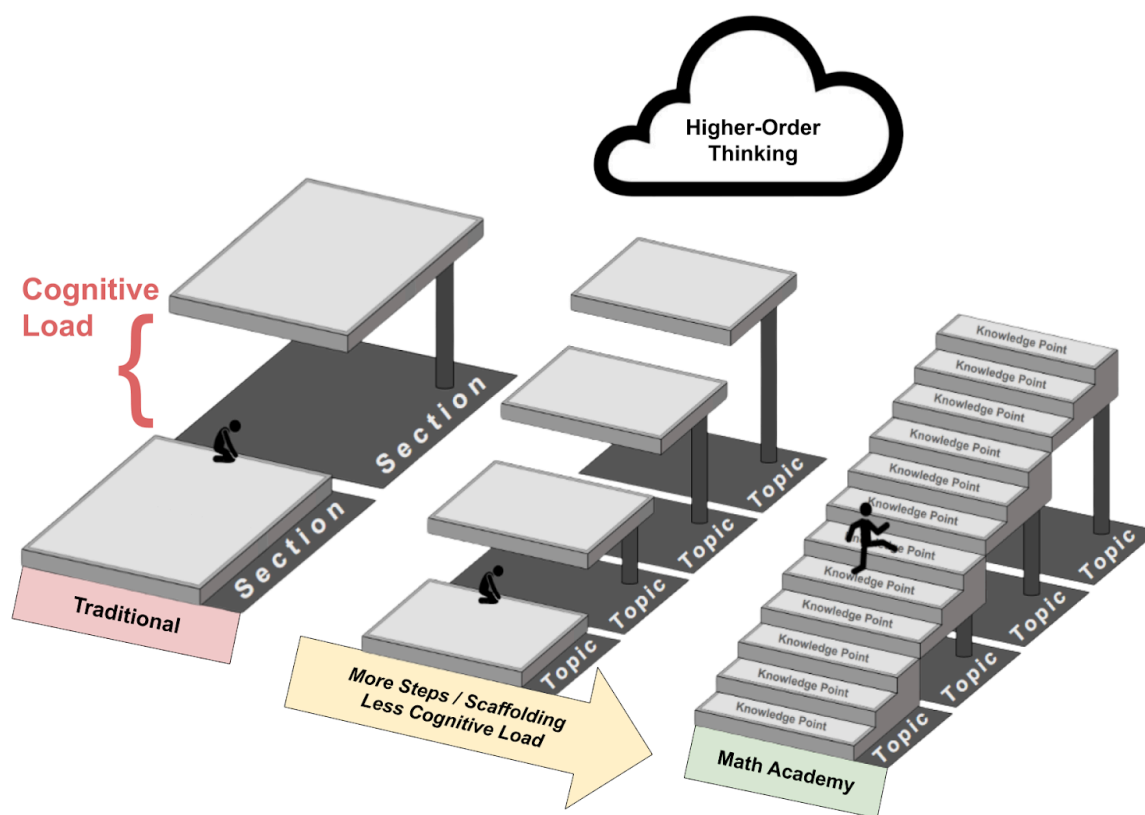 Higher-Order
Thinking
Cognitive
Load
Section
Section
Traditional
Topic
Topic
Topic
Topic
More Steps / Scaffolding
Less Cognitive Load
Knowledge Point
Knowledge Point
Knowledge Point
Knowledge Point
Knowledge Point
Knowledge Point
Knowledge Point
Knowledge Point
Knowledge Point
Knowledge Point
Knowledge Point
Knowledge Point
Topic
Topic
Topic
Topic
Math Academy